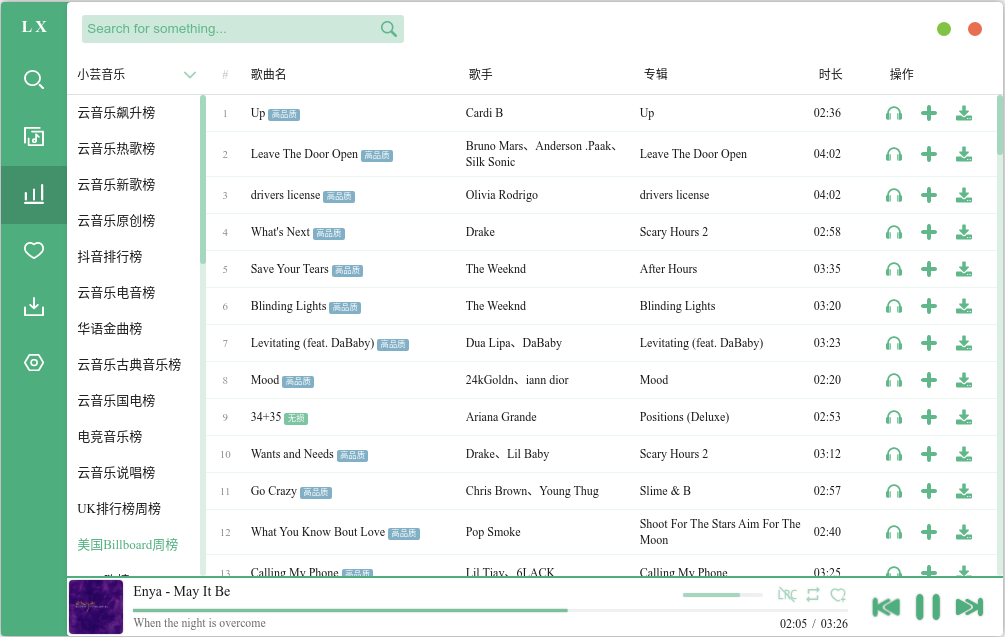 LX
Search for something...
小芸音乐
# 歌曲名 歌手 专辑 时长 操作
云音乐飙升榜
云音乐热歌榜
云音乐新歌榜
云音乐原创榜
抖音排行榜
云音乐电音榜
华语金曲榜
云音乐古典音乐榜
云音乐国电榜
电竞音乐榜
云音乐说唱榜
UK排行榜周榜
美国Billboard周榜
1 Up 高品质 Cardi B Up 02:36
2 Leave The Door Open 高品质 Bruno Mars、Anderson .Paak、 Leave The Door Open 04:02
Silk Sonic
3 drivers license 高品质 Olivia Rodrigo drivers license 04:02
4 What's Next 高品质 Drake Scary Hours 2 02:58
5 Save Your Tears 高品质 The Weeknd After Hours 03:35
6 Blinding Lights 高品质 The Weeknd Blinding Lights 03:20
7 Levitating (feat. DaBaby) 高品质 Dua Lipa、DaBaby Levitating (feat. DaBaby) 03:23
8 Mood 高品质 24kGoldn、iann dior Mood 02:20
9 34+35 无损 Ariana Grande Positions (Deluxe) 02:53
10 Wants and Needs 高品质 Drake、Lil Baby Scary Hours 2 03:12
11 Go Crazy 高品质 Chris Brown、Young Thug Slime & B 02:57
12 What You Know Bout Love 高品质 Pop Smoke Shoot For The Stars Aim For The 02:40
Moon
13 Calling My Phone 高品质 Lil Tjay、6LACK Calling My Phone 03:25
Enya - May It Be
LRC
When the night is overcome
02:05 / 03:26